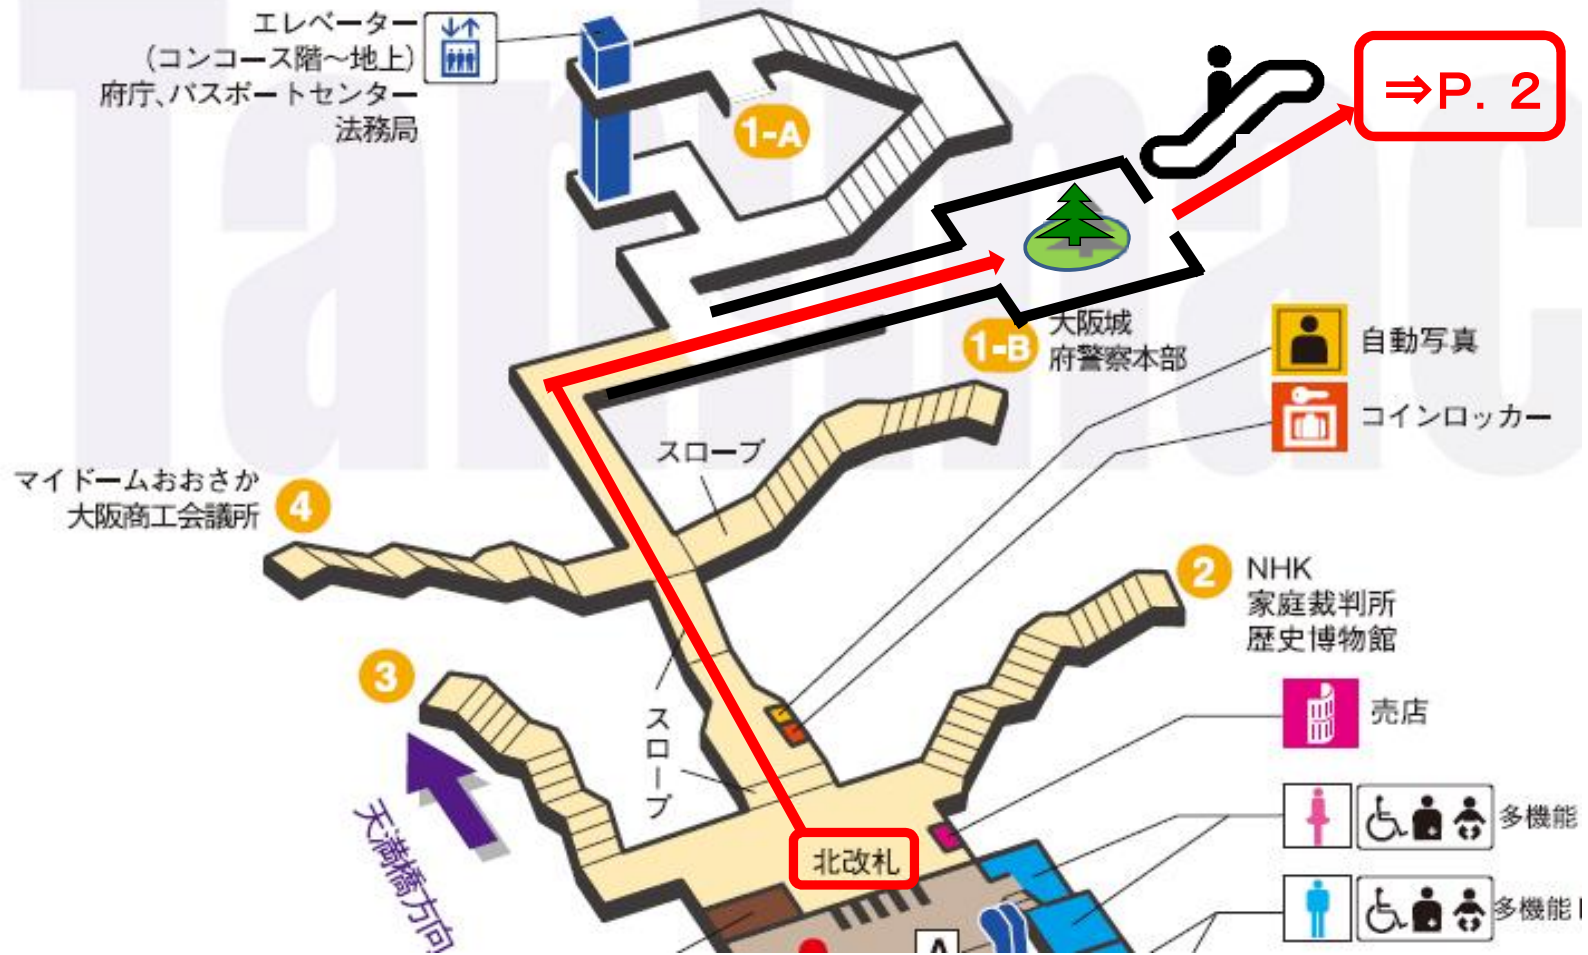 エレベーター
(コンコース階～地上)
府庁、パスポートセンター
法務局
1-A
⇒P. 2
1-B
大阪城
府警察本部
自動写真
コインロッカー
スロープ
マイドームおおさか
大阪商工会議所
4
2
NHK
家庭裁判所
歴史博物館
3
スロープ
売店
天満橋方向
多機能
北改札
多機能
A